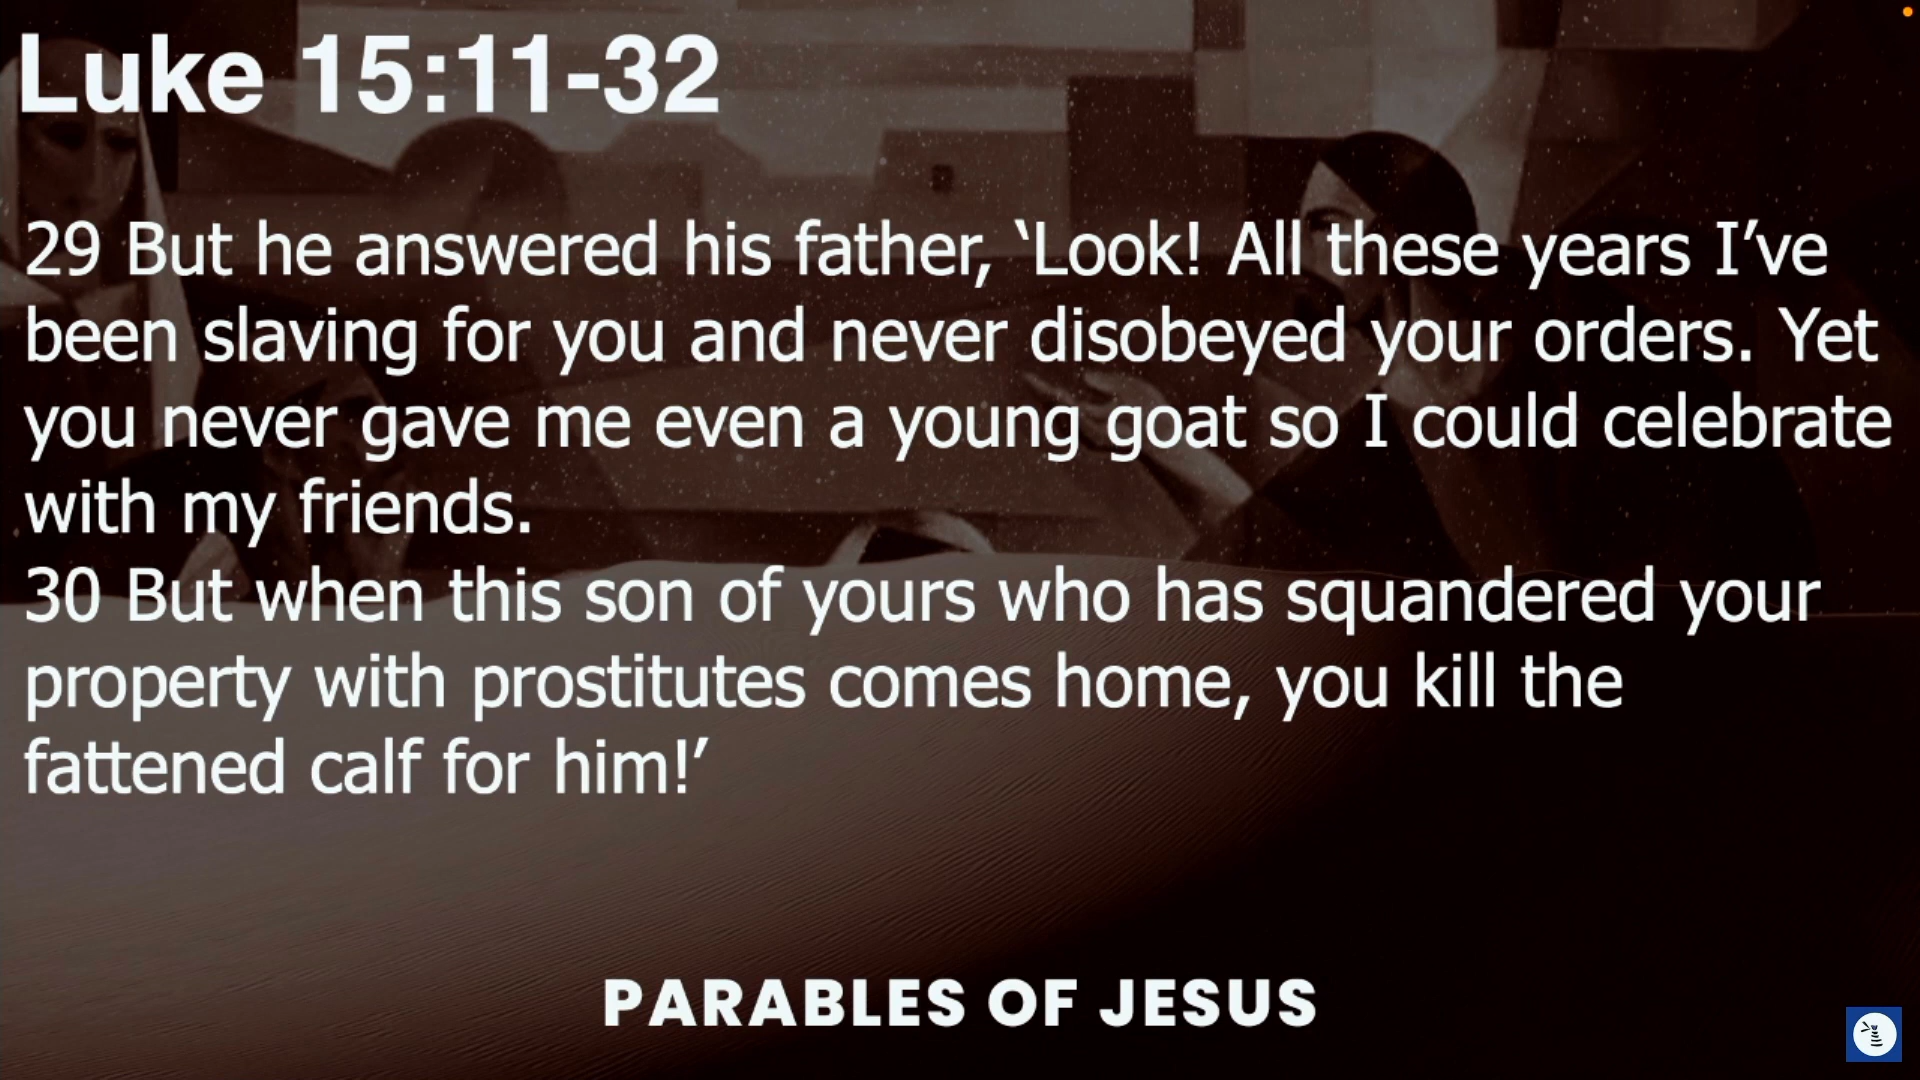 Luke 15:11-32
29 But he answered his father, ‘Look! All these years I’ve
been slaving for you and never disobeyed your orders. Yet
you never gave me even a young goat so I could celebrate
with my friends.
30 But when this son of yours who has squandered your
property with prostitutes comes home, you kill the
fattened calf for him!’
PARABLES OF JESUS